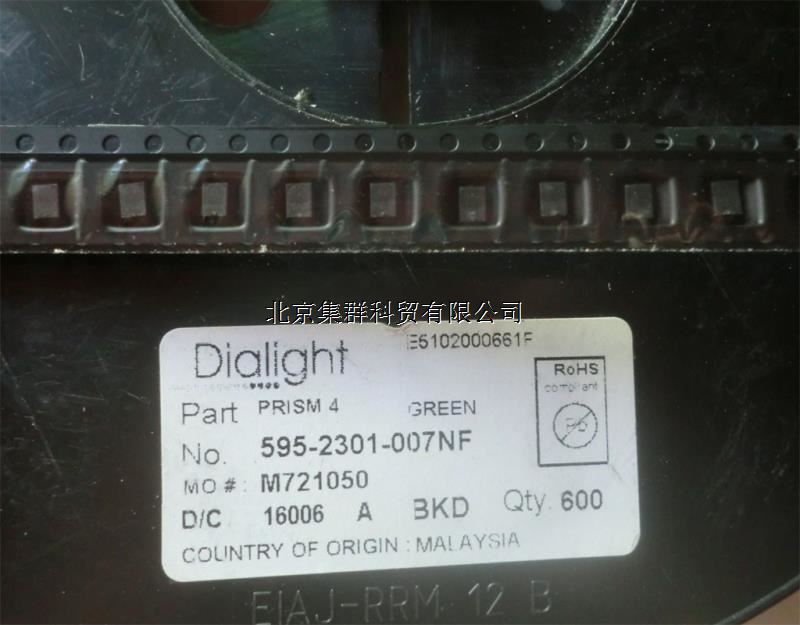 北京集群科贸有限公司
E5102000661F
Dialight
RoHS
compliant
Pb
Part PRISM 4 GREEN
No. 595-2301-007NF
MO # : M721050
D/C 16006 A BKD Qty. 600
COUNTRY OF ORIGIN : MALAYSIA
EIAJ-RRM 12 B